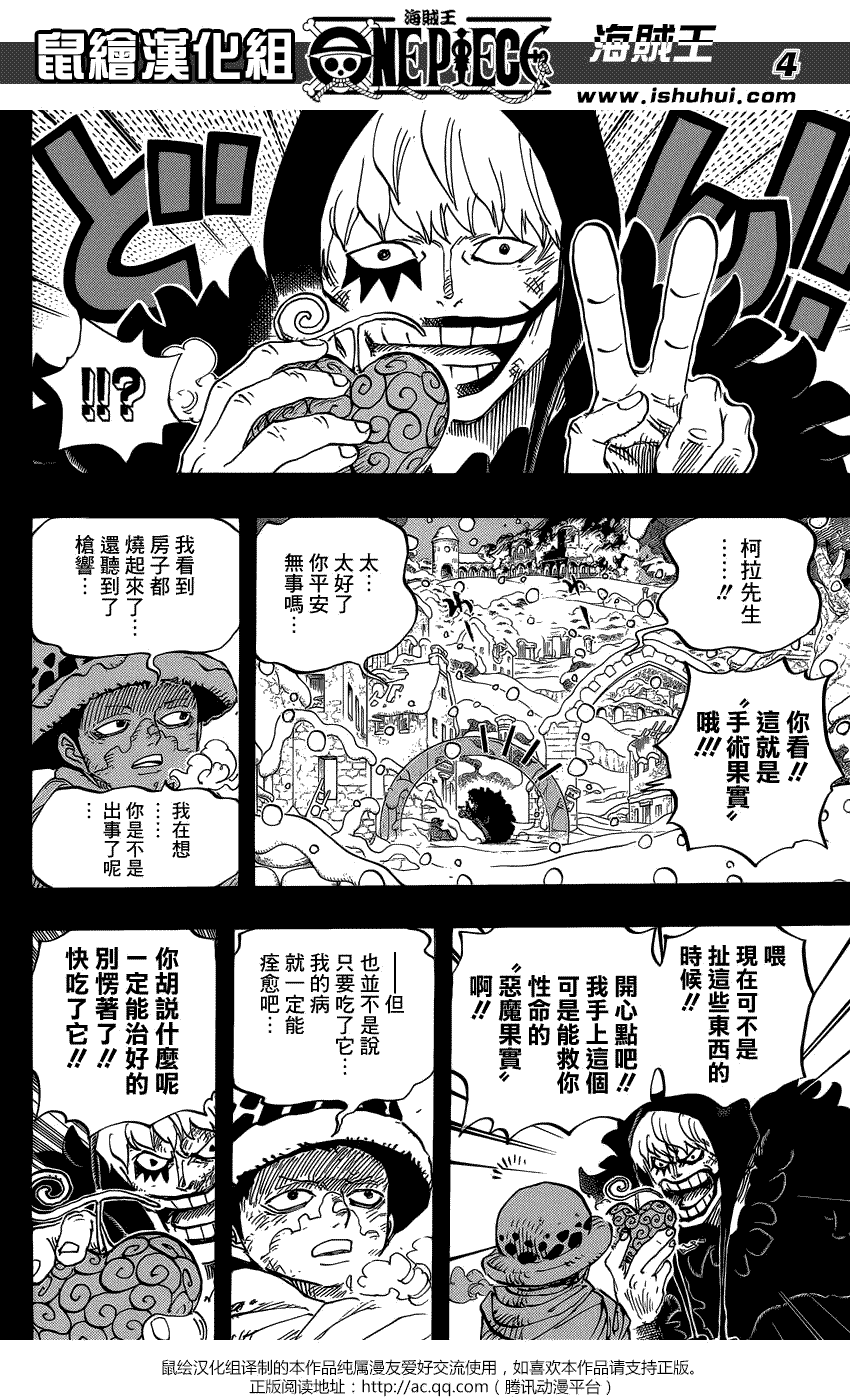 鼠繪漢化組
海賊王
ONE PIECE
海賊王
4
www.ishuhui.com
どん!!
!!?
柯拉先生
……!!
太…
太好了
你平安
無事嗎…
你看!!
這就是
〝手術果實〞
哦!!!
我看到
房子都
燒起來了…
還聽到了
槍響…
我在想
……
你是不是
出事了呢
…
喂
現在可不是
扯這些東西的
時候!!
開心點吧!!
我手上這個
可是能救你
性命的
〝惡魔果實〞
啊!!
——但
也並不是說
只要吃了它…
我的病
就一定能
痊愈吧…
你胡說什麼呢
一定能治好的
別愣著了!!
快吃了它!!
鼠绘汉化组译制的本作品纯属漫友爱好交流使用，如喜欢本作品请支持正版。
正版阅读地址：http://ac.qq.com（腾讯动漫平台）